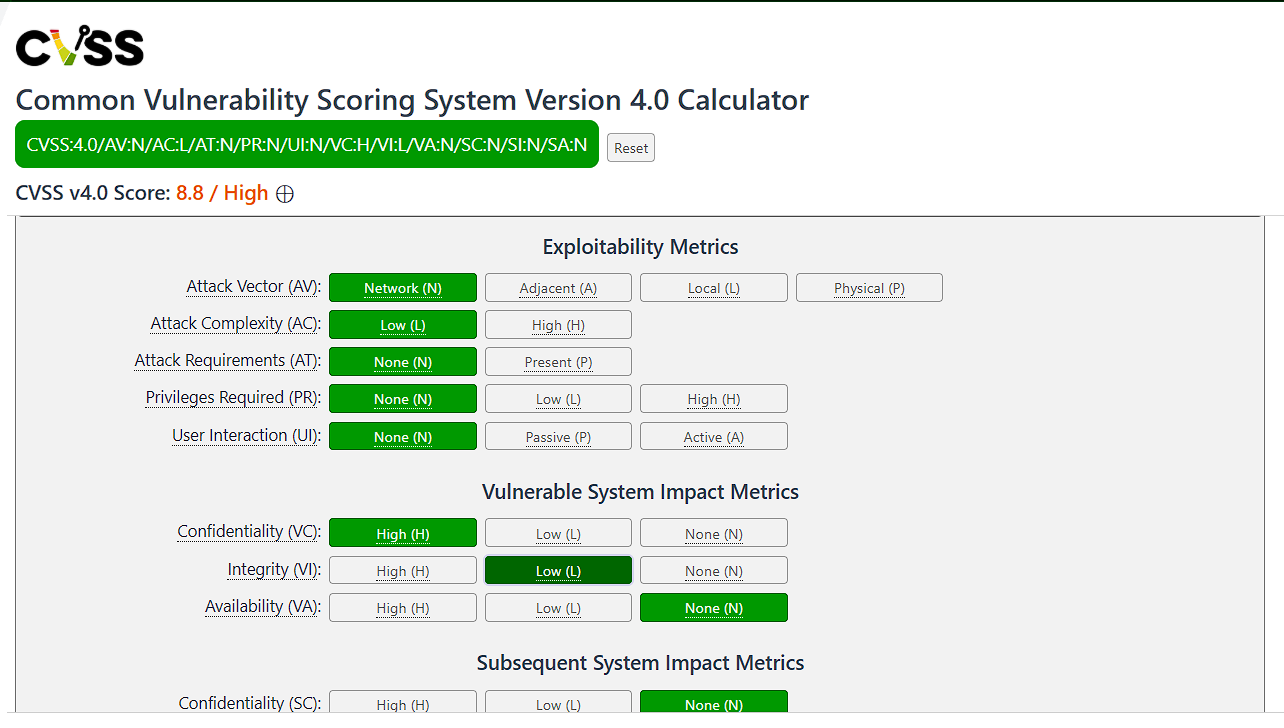 CVSS
Common Vulnerability Scoring System Version 4.0 Calculator
CVSS:4.0/AV:N/AC:L/AT:N/PR:N/UI:N/VC:H/VI:L/VA:N/SC:N/SI:N/SA:N Reset
CVSS v4.0 Score: 8.8 / High ⊕
Exploitability Metrics
Attack Vector (AV): Network (N) Adjacent (A) Local (L) Physical (P)
Attack Complexity (AC): Low (L) High (H)
Attack Requirements (AT): None (N) Present (P)
Privileges Required (PR): None (N) Low (L) High (H)
User Interaction (UI): None (N) Passive (P) Active (A)
Vulnerable System Impact Metrics
Confidentiality (VC): High (H) Low (L) None (N)
Integrity (VI): High (H) Low (L) None (N)
Availability (VA): High (H) Low (L) None (N)
Subsequent System Impact Metrics
Confidentiality (SC): High (H) Low (L) None (N)